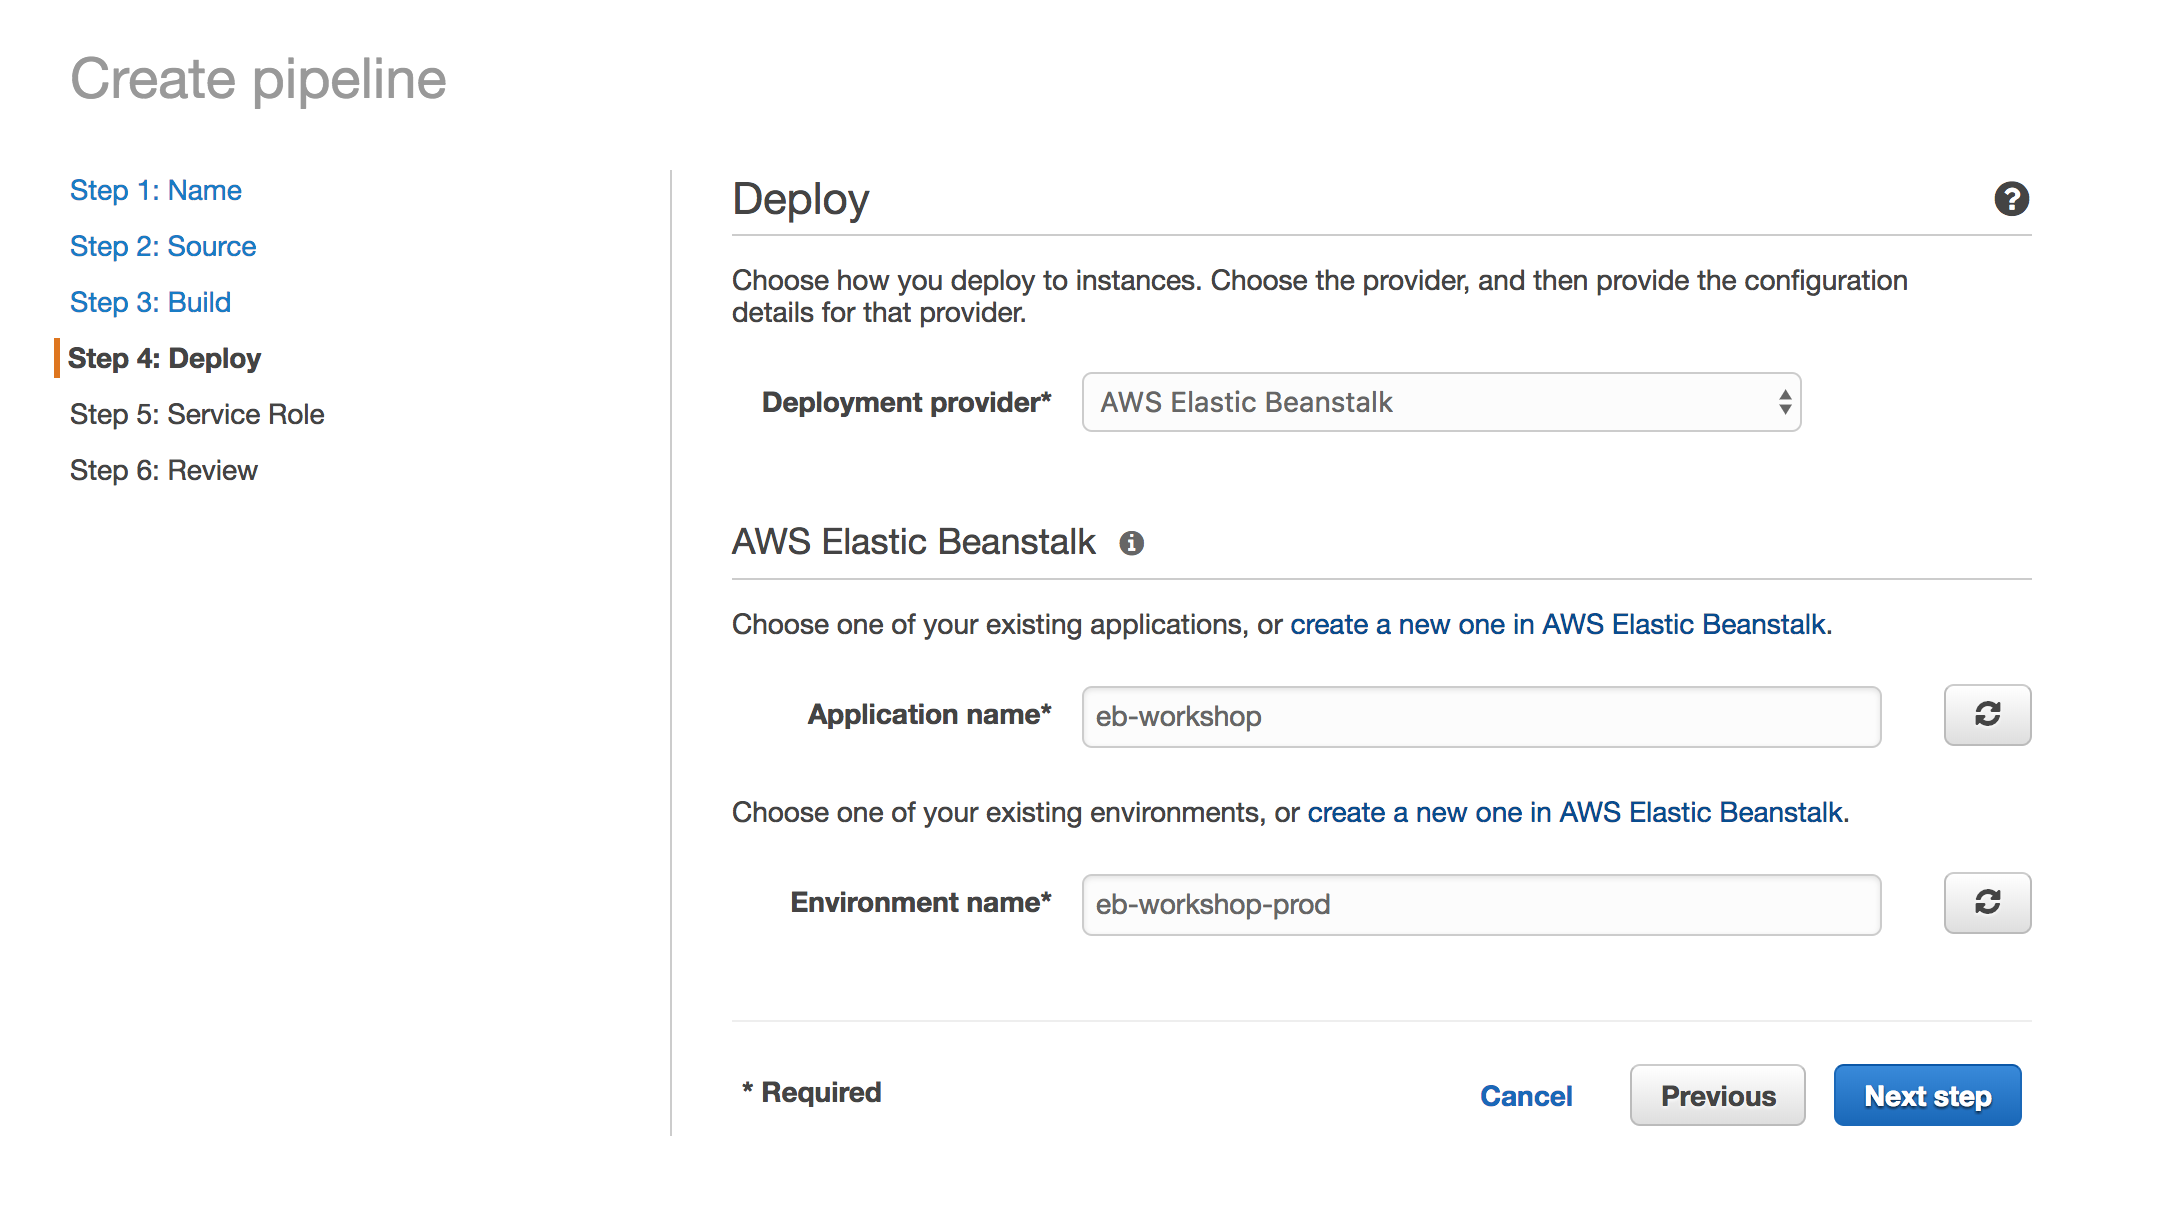 Create pipeline
Step 1: Name
Step 2: Source
Step 3: Build
Step 4: Deploy
Step 5: Service Role
Step 6: Review
Deploy
Choose how you deploy to instances. Choose the provider, and then provide the configuration
details for that provider.
Deployment provider* AWS Elastic Beanstalk
AWS Elastic Beanstalk
Choose one of your existing applications, or create a new one in AWS Elastic Beanstalk.
Application name* eb-workshop
Choose one of your existing environments, or create a new one in AWS Elastic Beanstalk.
Environment name* eb-workshop-prod
* Required Cancel Previous Next step